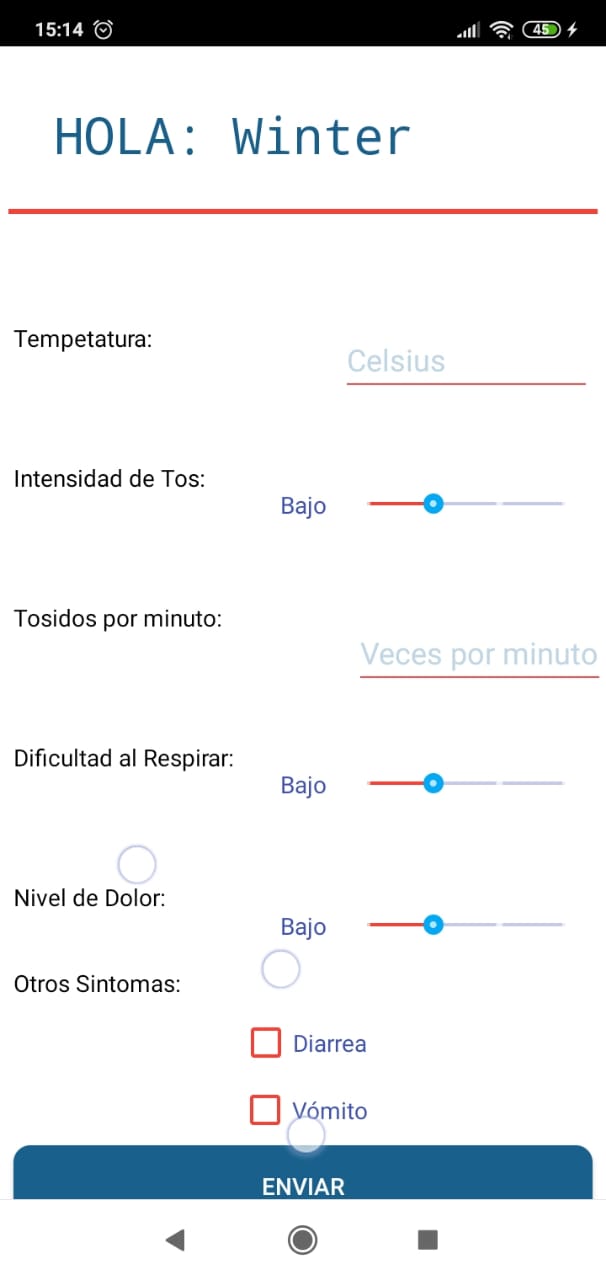 15:14
45
HOLA: Winter
Tempetatura:
Celsius
Intensidad de Tos:
Bajo
Tosidos por minuto:
Veces por minuto
Dificultad al Respirar:
Bajo
Nivel de Dolor:
Bajo
Otros Sintomas:
Diarrea
Vómito
ENVIAR